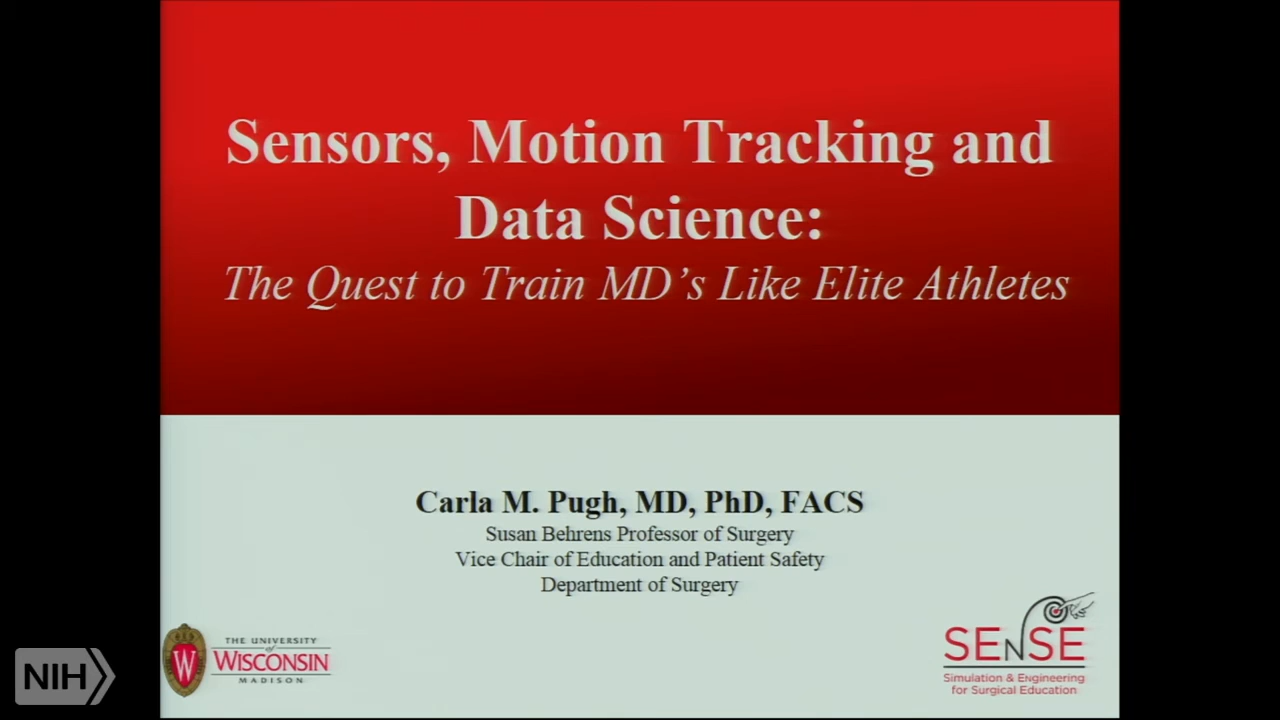 Sensors, Motion Tracking and
Data Science:
The Quest to Train MD's Like Elite Athletes
Carla M. Pugh, MD, PhD, FACS
Susan Behrens Professor of Surgery
Vice Chair of Education and Patient Safety
Department of Surgery
W
THE UNIVERSITY
of
WISCONSIN
MADISON
NIH
SENSE
Simulation & Engineering
for Surgical Education